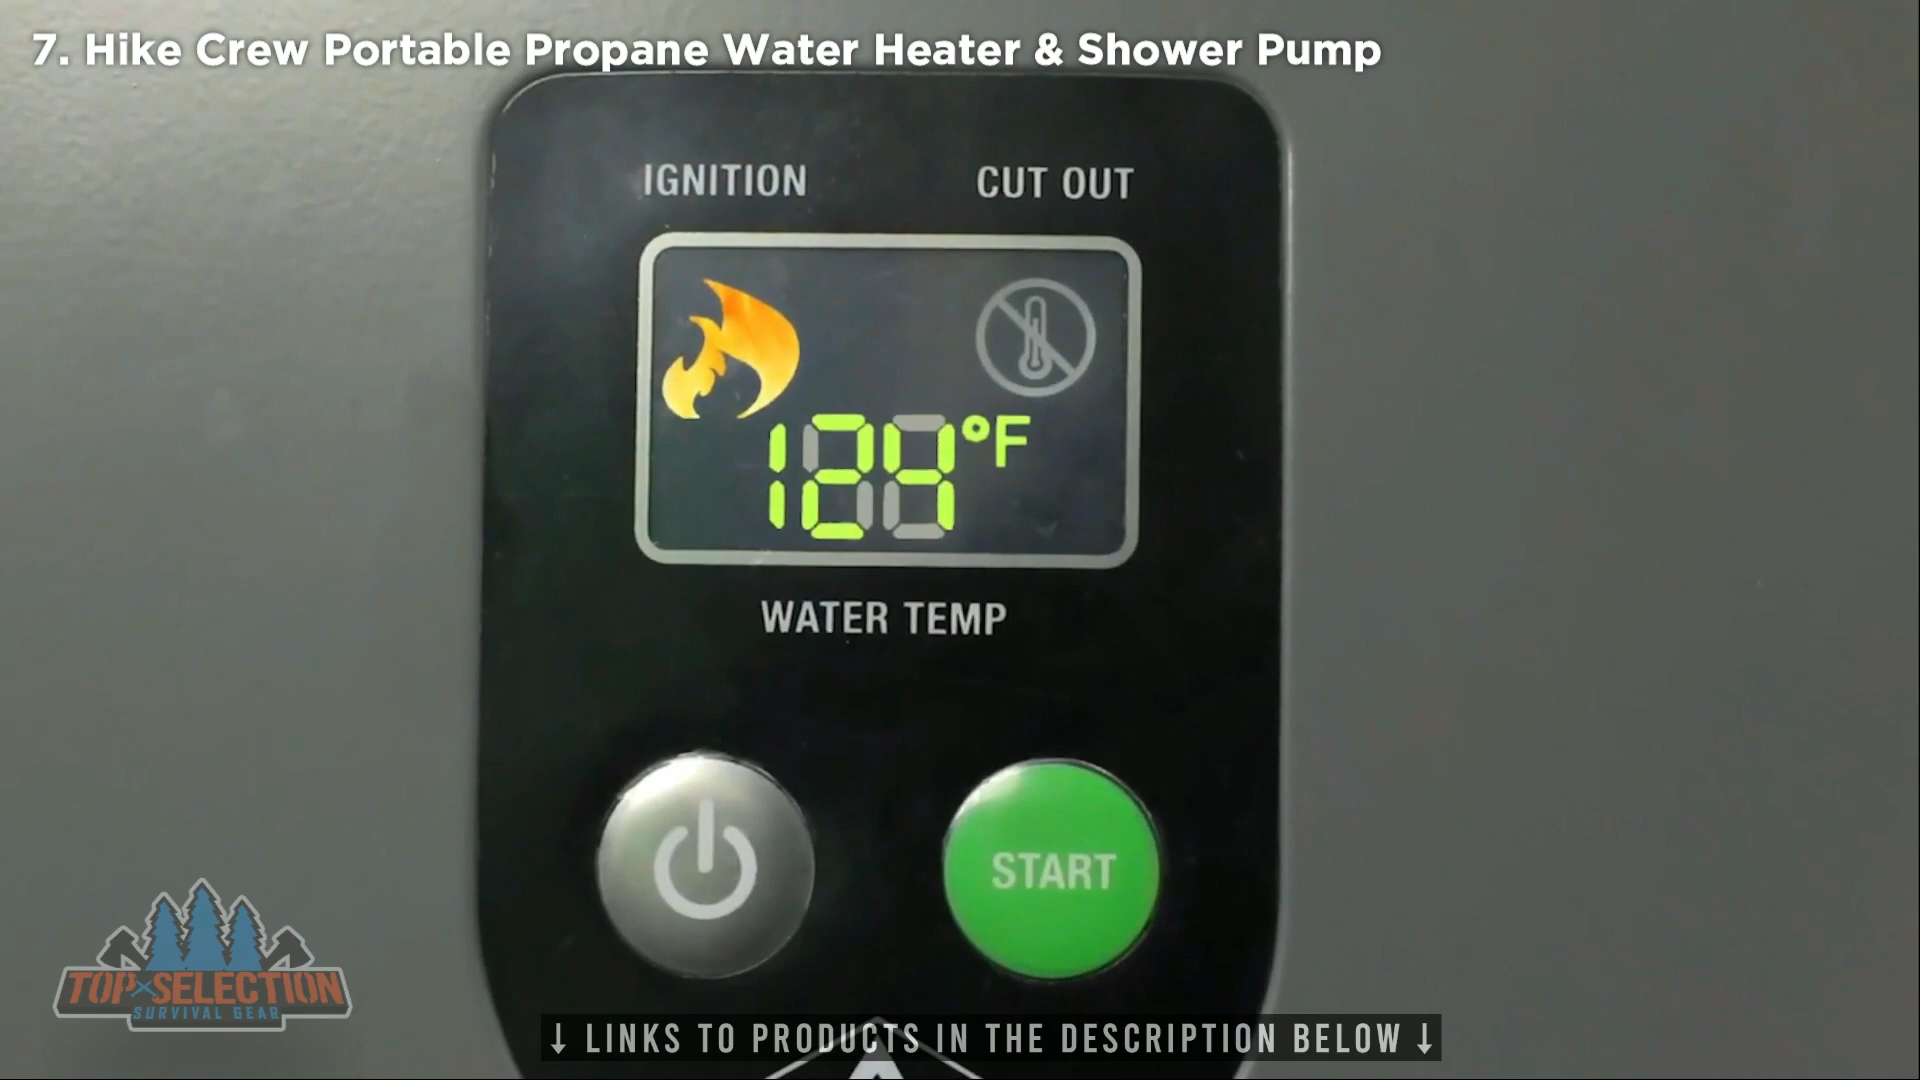 7. Hike Crew Portable Propane Water Heater & Shower Pump
IGNITION
CUT OUT
124°F
WATER TEMP
START
TOP SELECTION
SURVIVAL GEAR
↓ LINKS TO PRODUCTS IN THE DESCRIPTION BELOW ↓